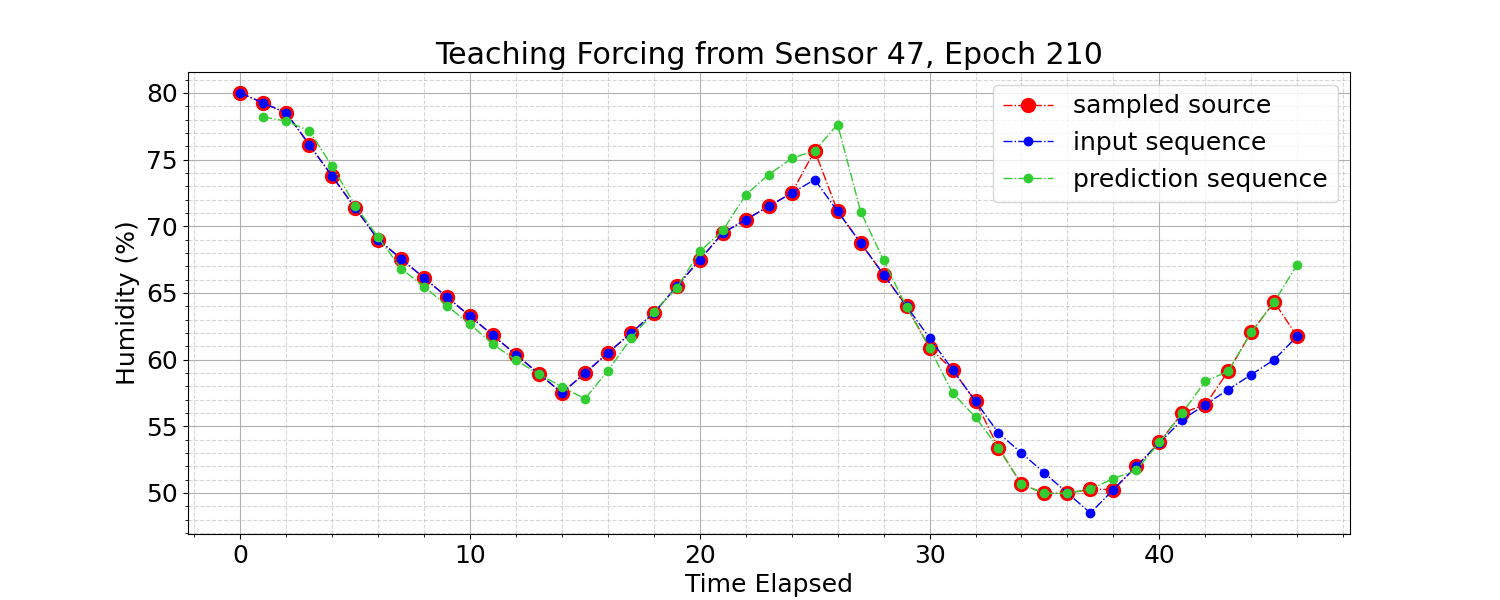 Teaching Forcing from Sensor 47, Epoch 210
80
75
70
65
60
55
50
Humidity (%)
sampled source
input sequence
prediction sequence
0 10 20 30 40
Time Elapsed